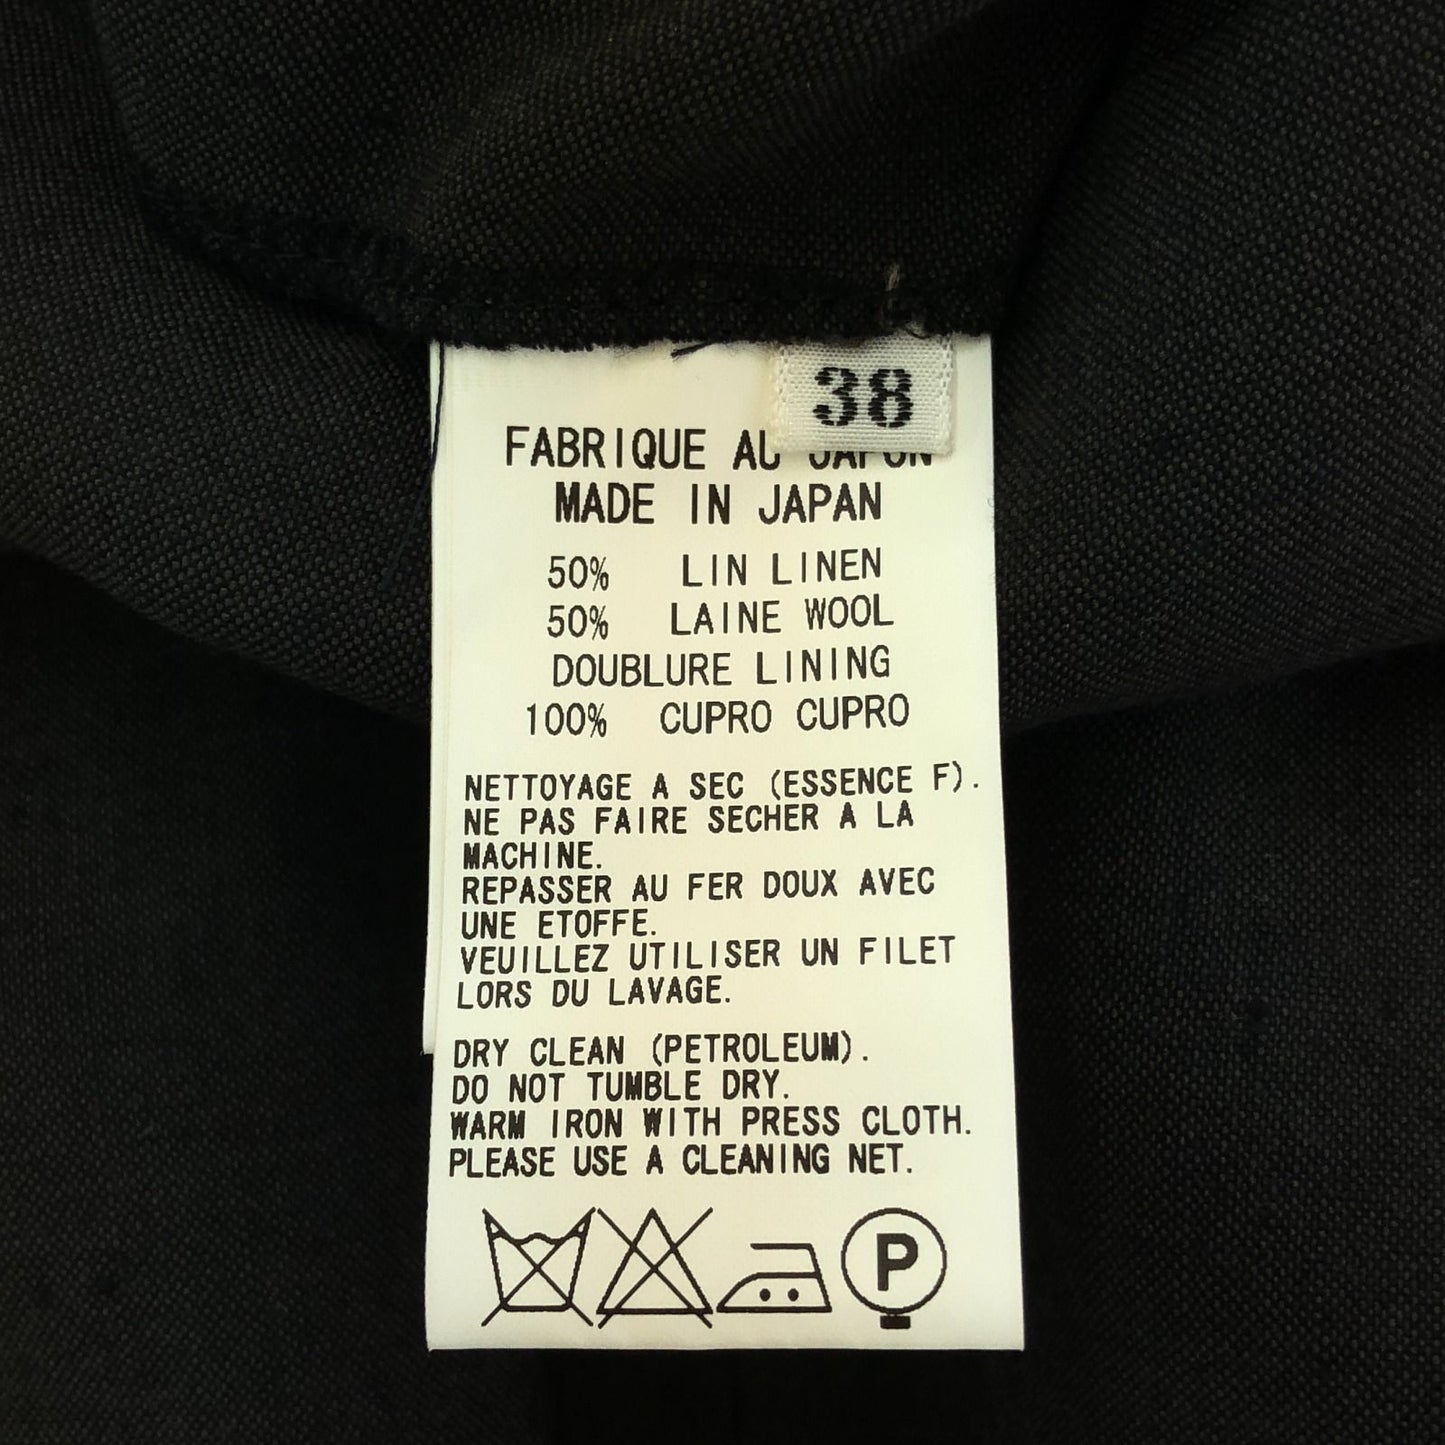 38
FABRIQUE AU JAPON
MADE IN JAPAN
50% LIN LINEN
50% LAINE WOOL
DOUBLURE LINING
100% CUPRO CUPRO
NETTOYAGE A SEC (ESSENCE F).
NE PAS FAIRE SECHER A LA
MACHINE.
REPASSER AU FER DOUX AVEC
UNE ETOFFE.
VEUILLEZ UTILISER UN FILET
LORS DU LAVAGE.
DRY CLEAN (PETROLEUM).
DO NOT TUMBLE DRY.
WARM IRON WITH PRESS CLOTH.
PLEASE USE A CLEANING NET.
P